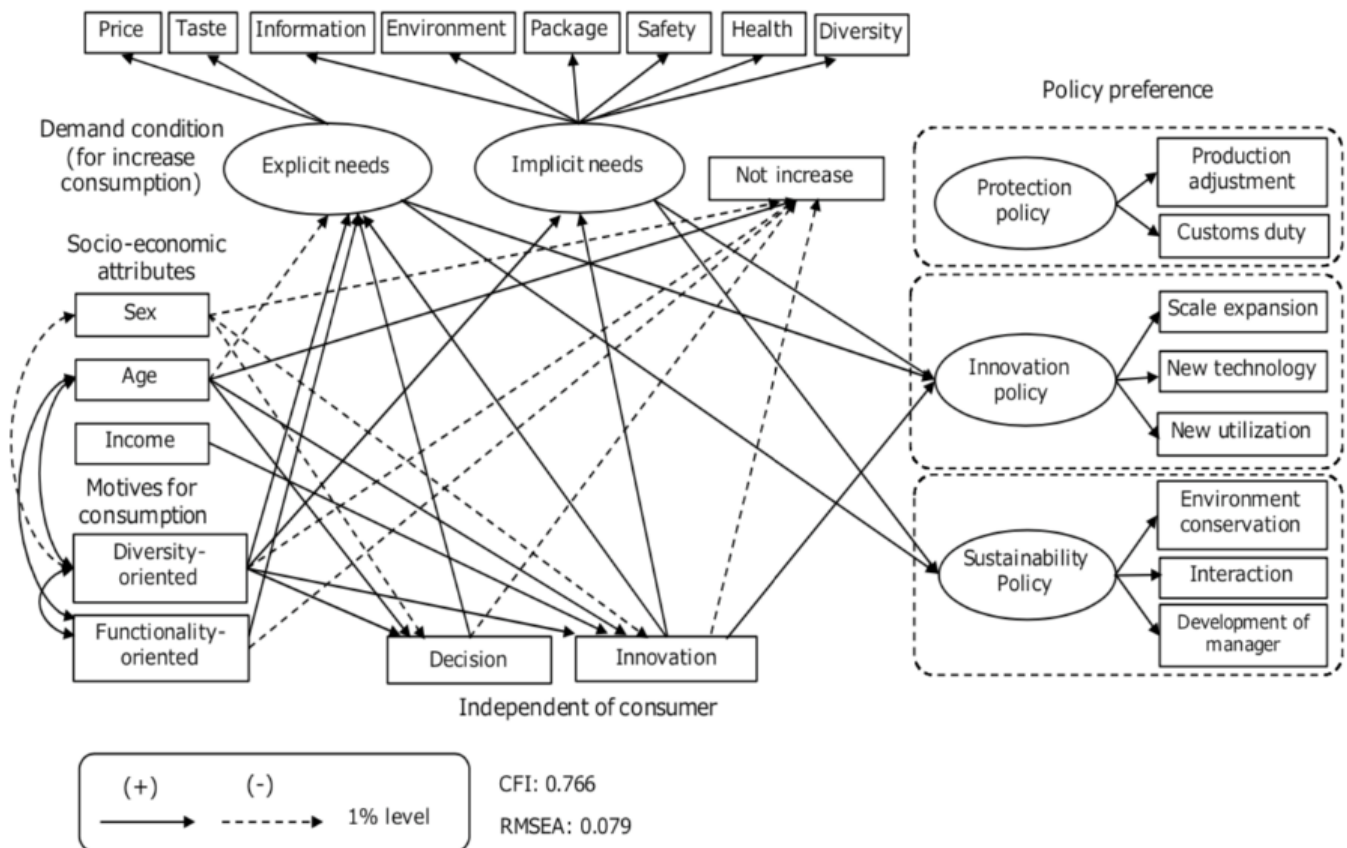 Price
Taste
Information
Environment
Package
Safety
Health
Diversity
Policy preference
Demand condition
(for increase
consumption)
Explicit needs
Implicit needs
Not increase
Protection
policy
Production
adjustment
Customs duty
Socio-economic
attributes
Sex
Age
Income
Innovation
policy
Scale expansion
New technology
New utilization
Motives for
consumption
Diversity-
oriented
Functionality-
oriented
Decision
Innovation
Independent of consumer
Sustainability
Policy
Environment
conservation
Interaction
Development of
manager
(+)
(-)
1% level
CFI: 0.766
RMSEA: 0.079